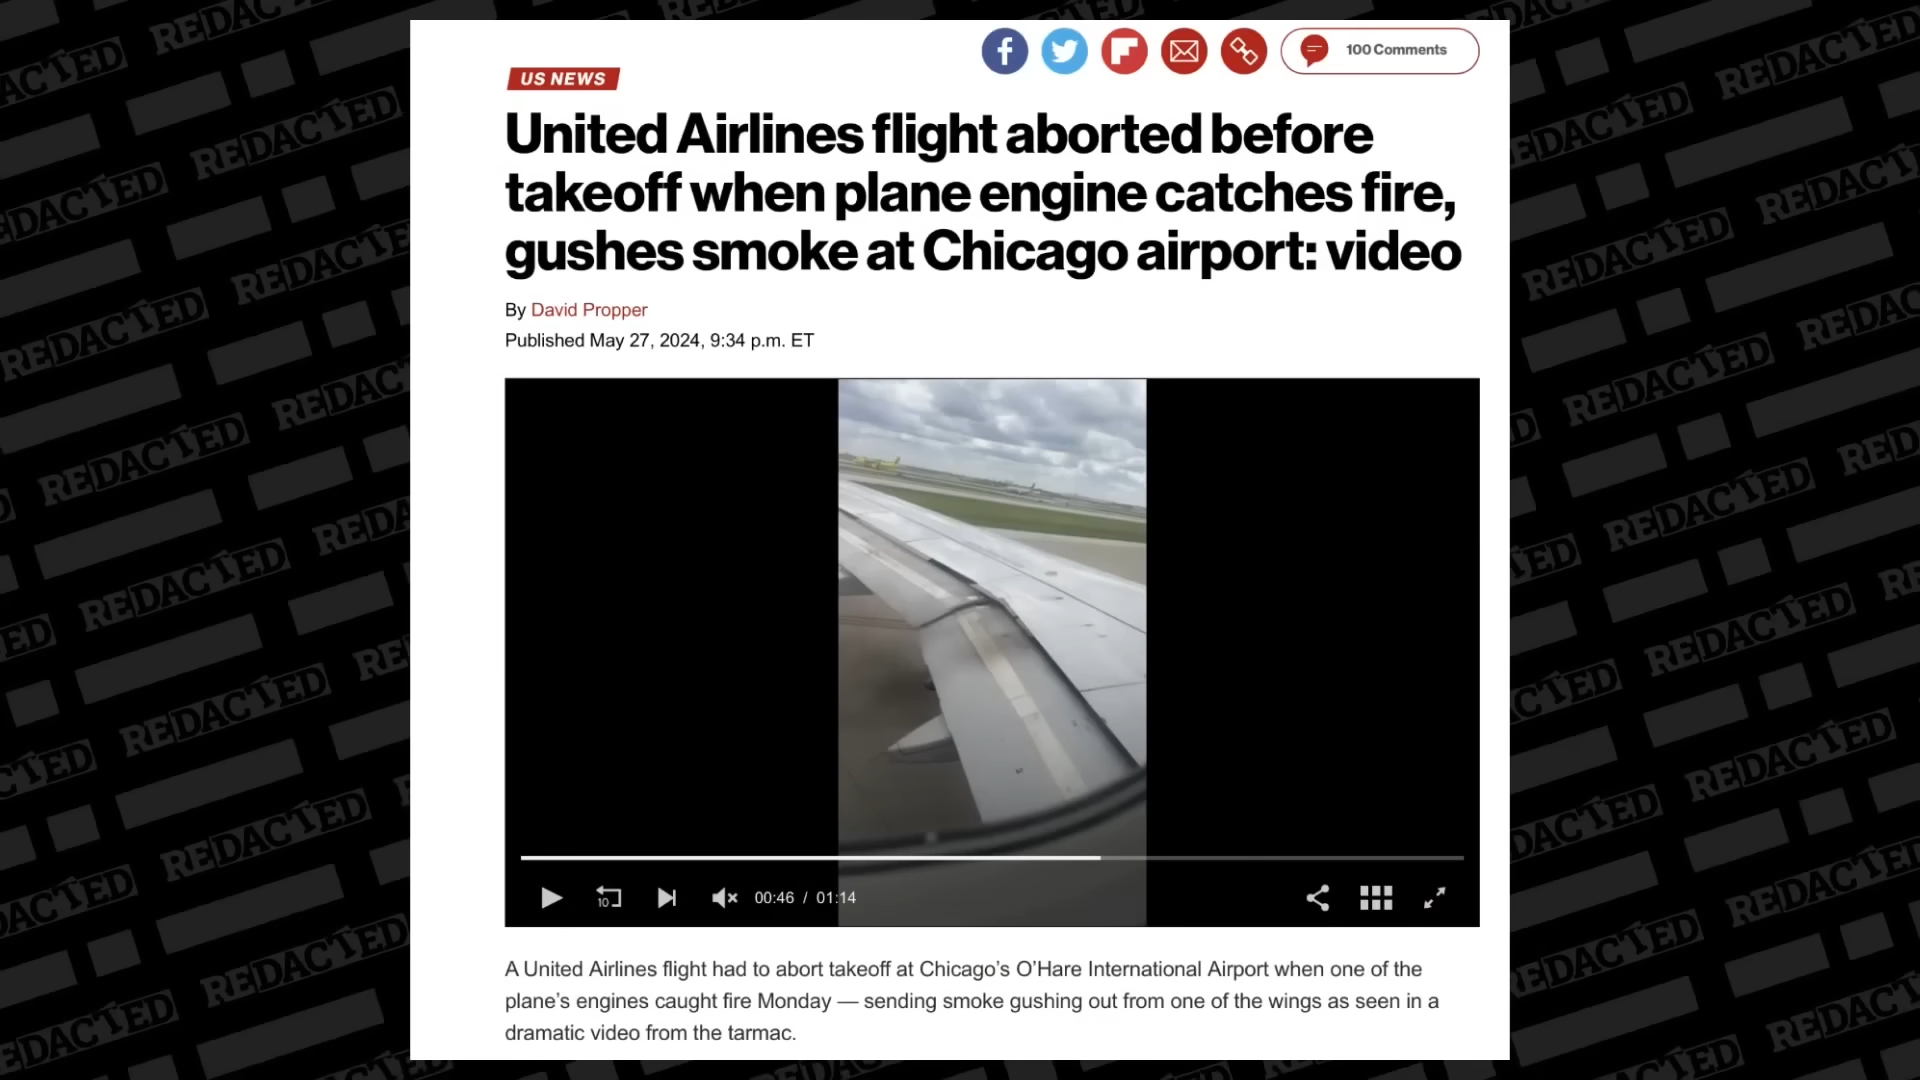 100 Comments
US NEWS
United Airlines flight aborted before
takeoff when plane engine catches fire,
gushes smoke at Chicago airport: video
By David Propper
Published May 27, 2024, 9:34 p.m. ET
10
00:46 / 01:14
A United Airlines flight had to abort takeoff at Chicago’s O’Hare International Airport when one of the
plane’s engines caught fire Monday — sending smoke gushing out from one of the wings as seen in a
dramatic video from the tarmac.
REDACTED